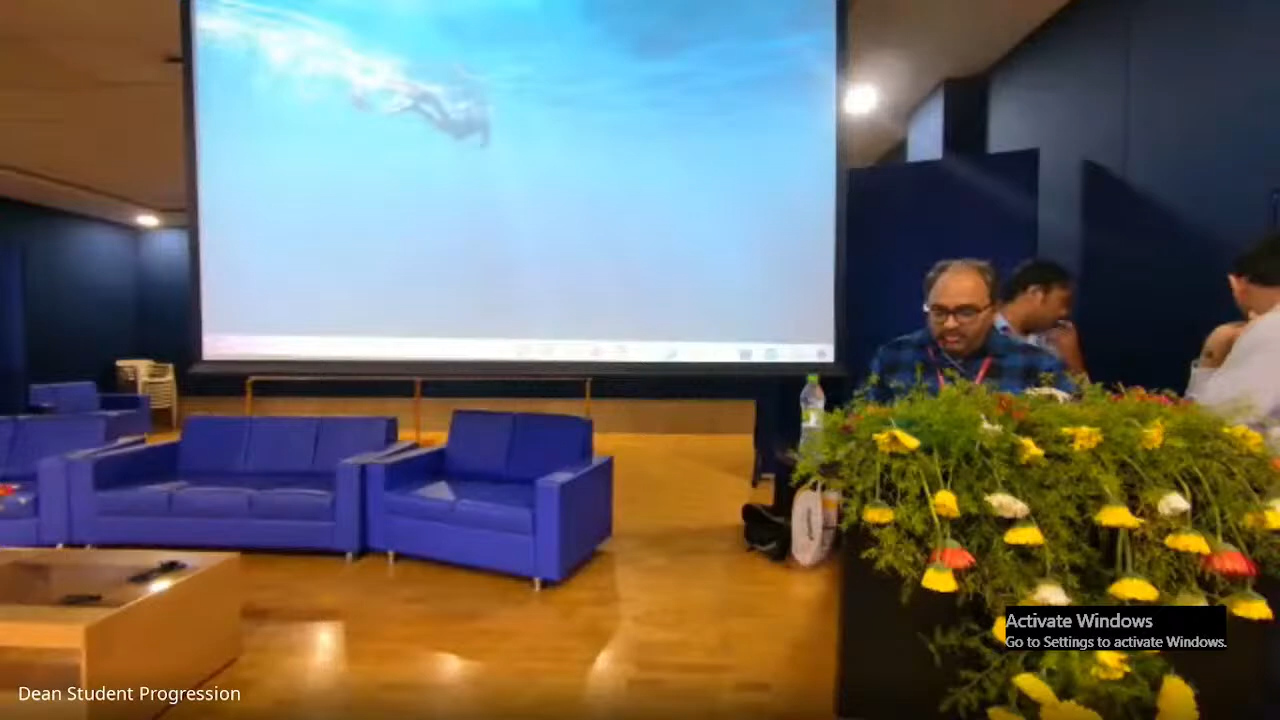 Activate Windows
Go to Settings to activate Windows.
Dean Student Progression